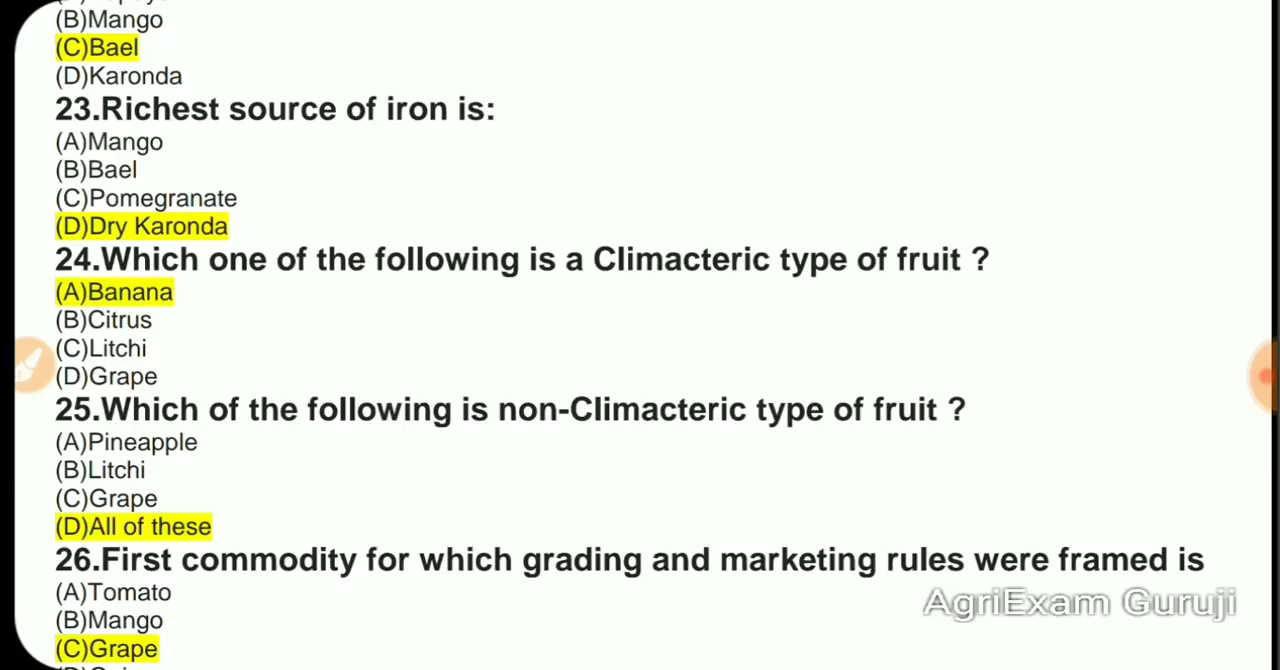 (B)Mango
(C)Bael
(D)Karonda
23.Richest source of iron is:
(A)Mango
(B)Bael
(C)Pomegranate
(D)Dry Karonda
24.Which one of the following is a Climacteric type of fruit ?
(A)Banana
(B)Citrus
(C)Litchi
(D)Grape
25.Which of the following is non-Climacteric type of fruit ?
(A)Pineapple
(B)Litchi
(C)Grape
(D)All of these
26.First commodity for which grading and marketing rules were framed is
(A)Tomato
AgriExam Guruji
(B)Mango
(C)Grape